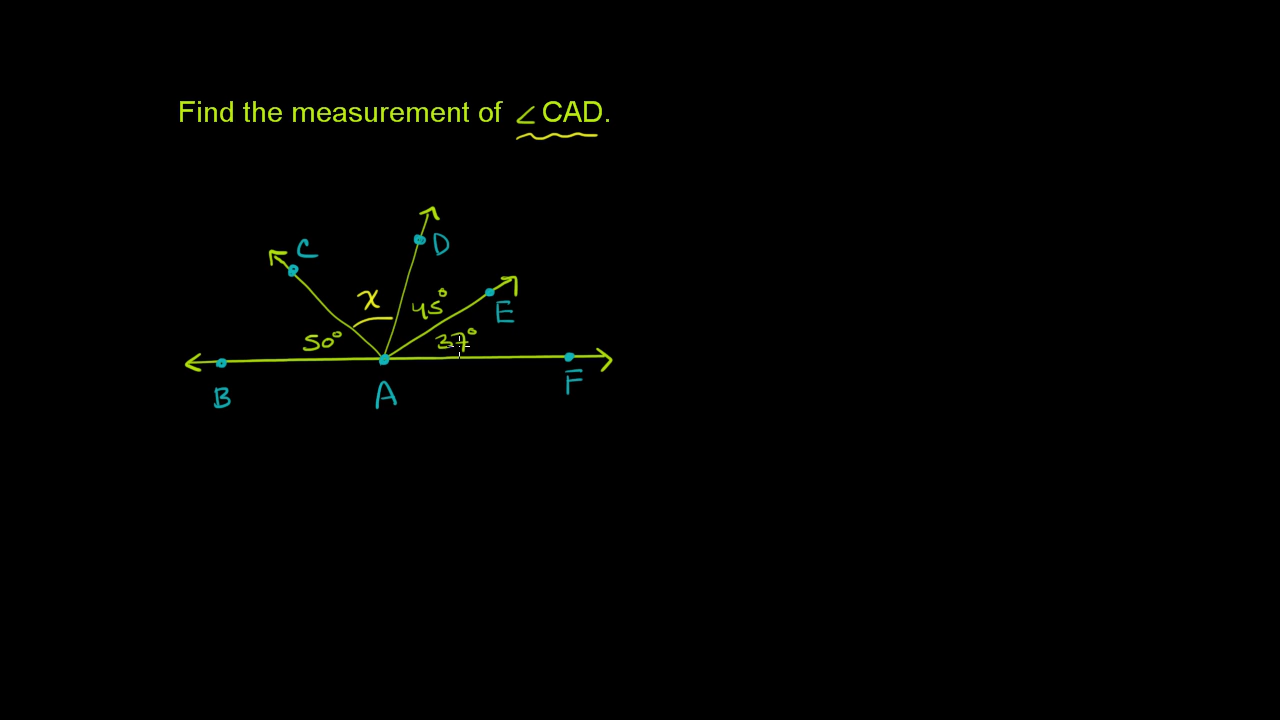 Find the measurement of ∠CAD.
D
C
x
45°
E
50°
37°
B
A
F